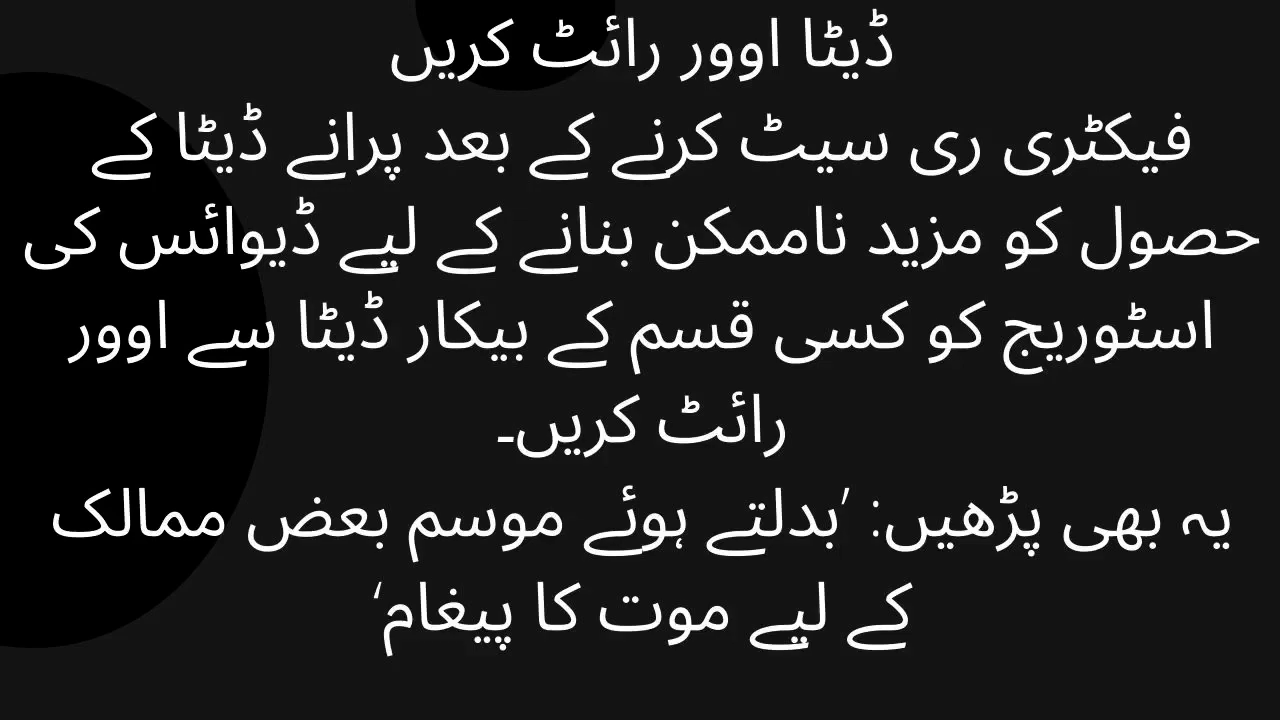 ڈیٹا اوور رائٹ کریں
فیکٹری ری سیٹ کرنے کے بعد پرانے ڈیٹا کے
حصول کو مزید ناممکن بنانے کے لیے ڈیوائس کی
اسٹوریج کو کسی قسم کے بیکار ڈیٹا سے اوور
رائٹ کریں۔
یہ بھی پڑھیں: ’بدلتے ہوئے موسم بعض ممالک
کے لیے موت کا پیغام‘